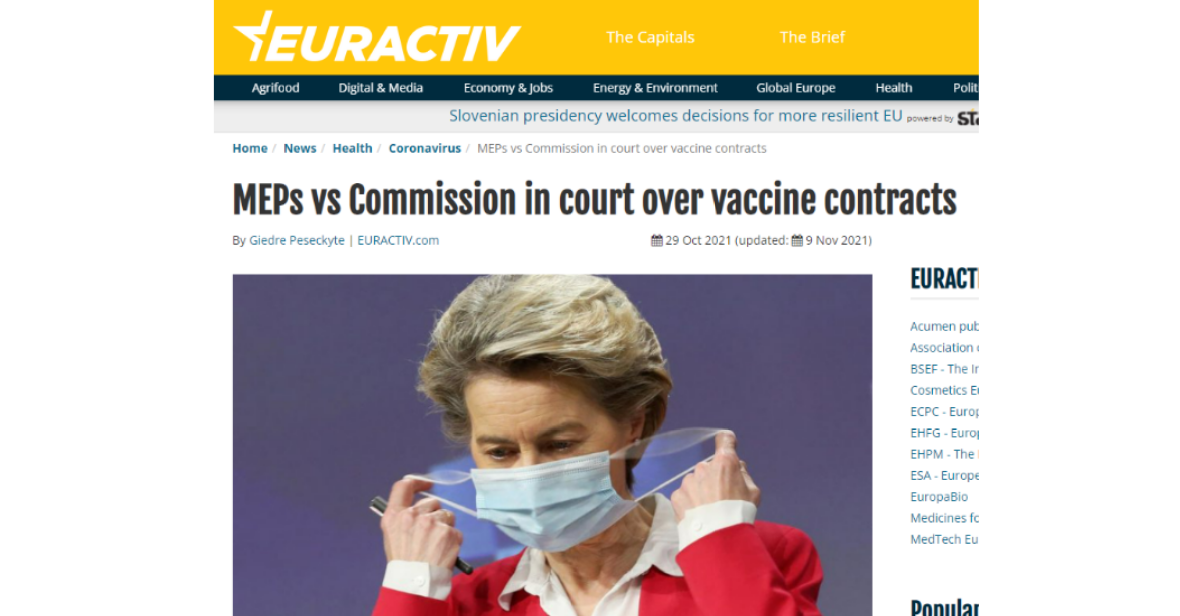 EURACTIV
The Capitals The Brief
Agrifood Digital & Media Economy & Jobs Energy & Environment Global Europe Health Polit
Slovenian presidency welcomes decisions for more resilient EU powered by STA
Home / News / Health / Coronavirus / MEPs vs Commission in court over vaccine contracts
MEPs vs Commission in court over vaccine contracts
By Giedre Peseckyte | EURACTIV.com 29 Oct 2021 (updated: 9 Nov 2021)
EURACTI
Acumen pub
Association
BSEF - The In
Cosmetics Eu
ECPC - Europ
EHFG - Europ
EHPM - The
ESA - Europe
EuropaBio
Medicines fo
MedTech Eu
Popular